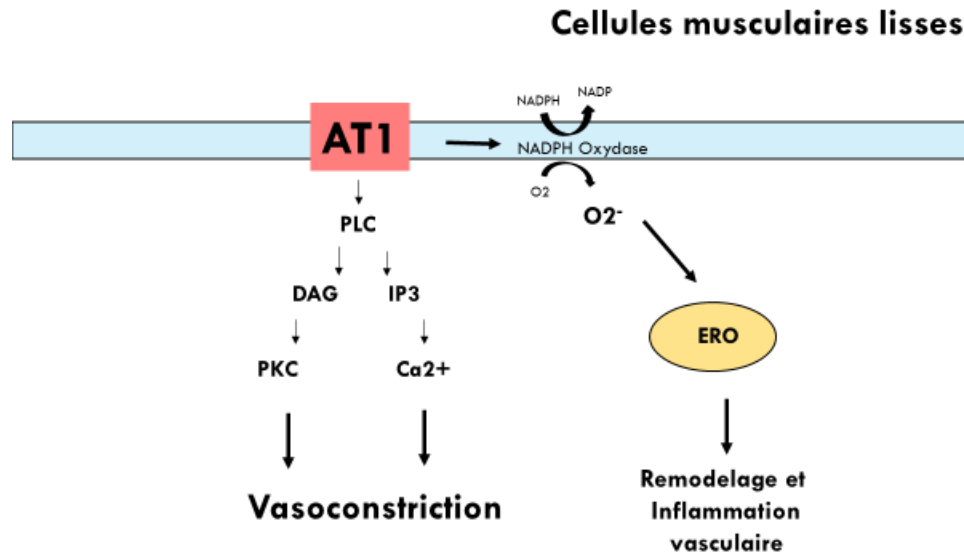 Cellules musculaires lisses
NADPH
NADP
AT1
NADPH Oxydase
O2
O2⁻
PLC
DAG
IP3
ERO
PKC
Ca2+
Vasoconstriction
Remodelage et
Inflammation
vasculaire